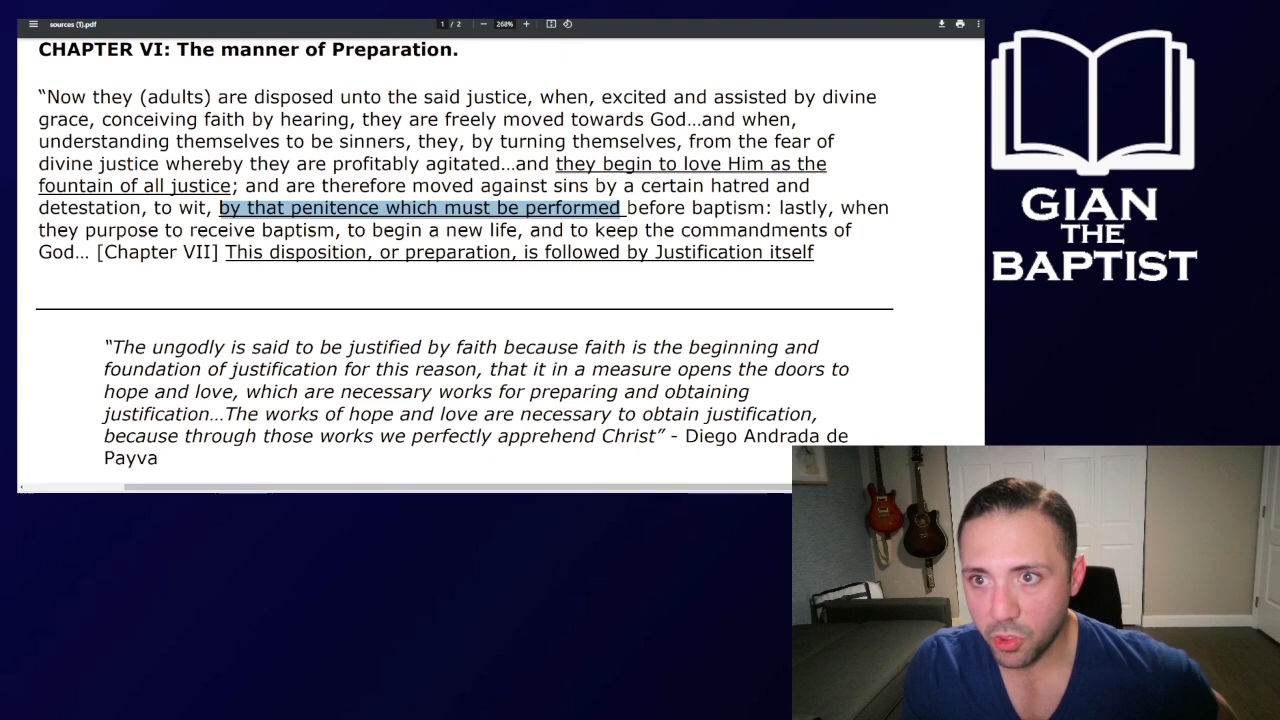 sources (1).pdf
1 / 2
268%
CHAPTER VI: The manner of Preparation.
“Now they (adults) are disposed unto the said justice, when, excited and assisted by divine
grace, conceiving faith by hearing, they are freely moved towards God…and when,
understanding themselves to be sinners, they, by turning themselves, from the fear of
divine justice whereby they are profitably agitated…and they begin to love Him as the
fountain of all justice; and are therefore moved against sins by a certain hatred and
detestation, to wit, by that penitence which must be performed before baptism: lastly, when
they purpose to receive baptism, to begin a new life, and to keep the commandments of
God… [Chapter VII] This disposition, or preparation, is followed by Justification itself
“The ungodly is said to be justified by faith because faith is the beginning and
foundation of justification for this reason, that it in a measure opens the doors to
hope and love, which are necessary works for preparing and obtaining
justification…The works of hope and love are necessary to obtain justification,
because through those works we perfectly apprehend Christ” - Diego Andrada de
Payva
GIAN
THE
BAPTIST